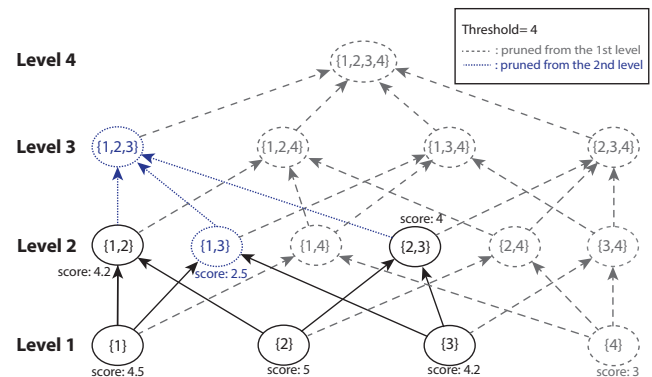 Threshold= 4
: pruned from the 1st level
: pruned from the 2nd level
Level 4
{1,2,3,4}
Level 3
{1,2,3}
{1,2,4}
{1,3,4}
{2,3,4}
score: 4
Level 2
{1,2}
{1,3}
{1,4}
{2,3}
{2,4}
{3,4}
score: 4.2
score: 2.5
Level 1
{1}
{2}
{3}
{4}
score: 4.5
score: 5
score: 4.2
score: 3